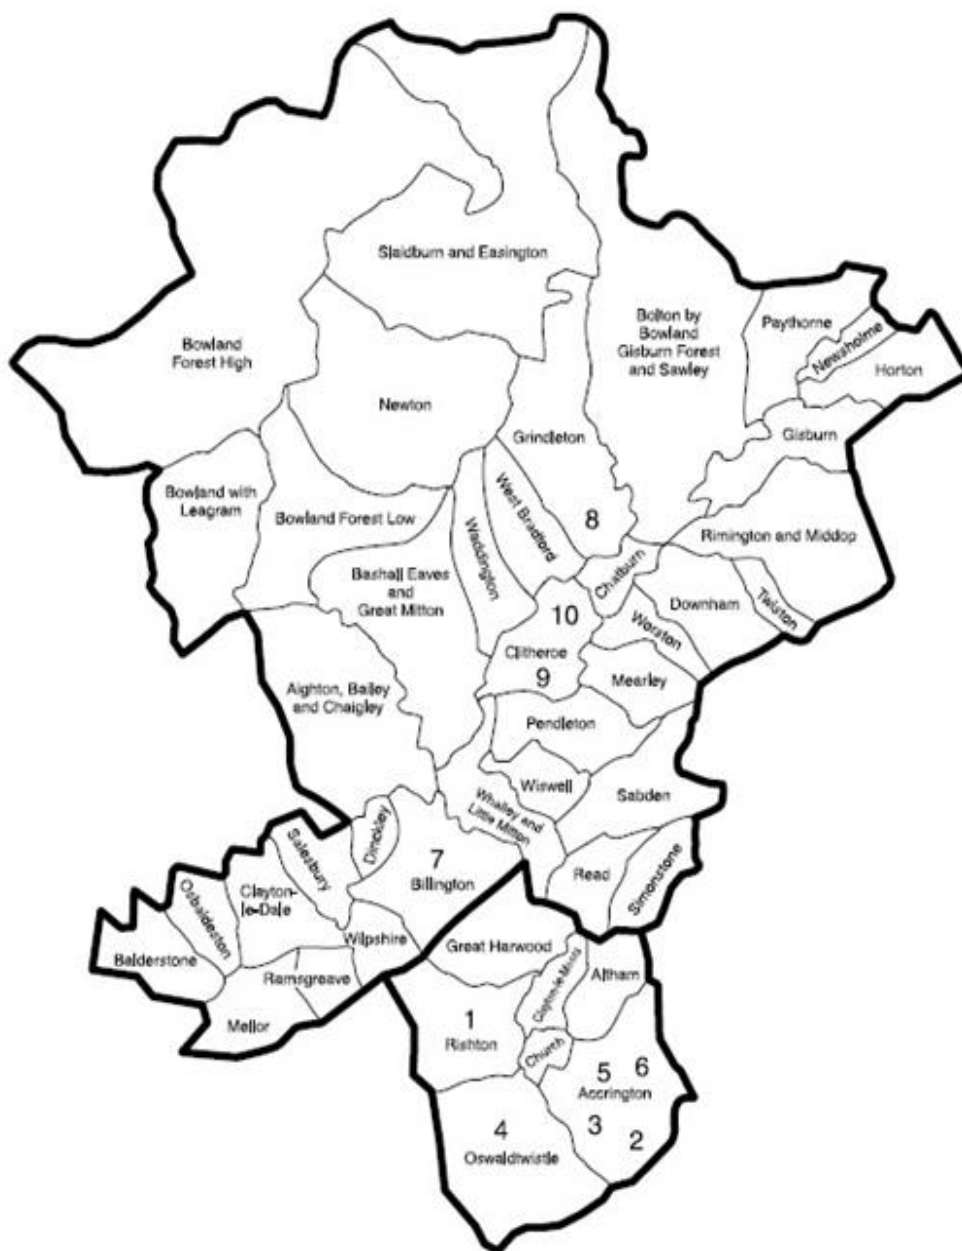 Slaidburn and Easington
Bowland
Forest High
Bolton by
Bowland
Gisburn Forest
and Sawley
Paythorne
Newsholme
Horton
Newton
Grindleton
Gisburn
Bowland with
Leagram
Bowland Forest Low
West Bradford
8
Rimington and Middop
Waddington
Bashall Eaves
and
Great Mitton
Chatburn
Downham
Twiston
10
Clitheroe
9
Worston
Mearley
Aighton, Bailey
and Chaigley
Pendleton
Wiswell
Sabden
Whalley and
Little Mitton
Dinckley
Salesbury
7
Billington
Read
Simonstone
Osbaldeston
Clayton-
le-Dale
Balderstone
Wilpshire
Ramsgreave
Mellor
Great Harwood
Clayton-le-Moors
Altham
1
Rishton
Church
5
6
Accrington
3
2
4
Oswaldtwistle